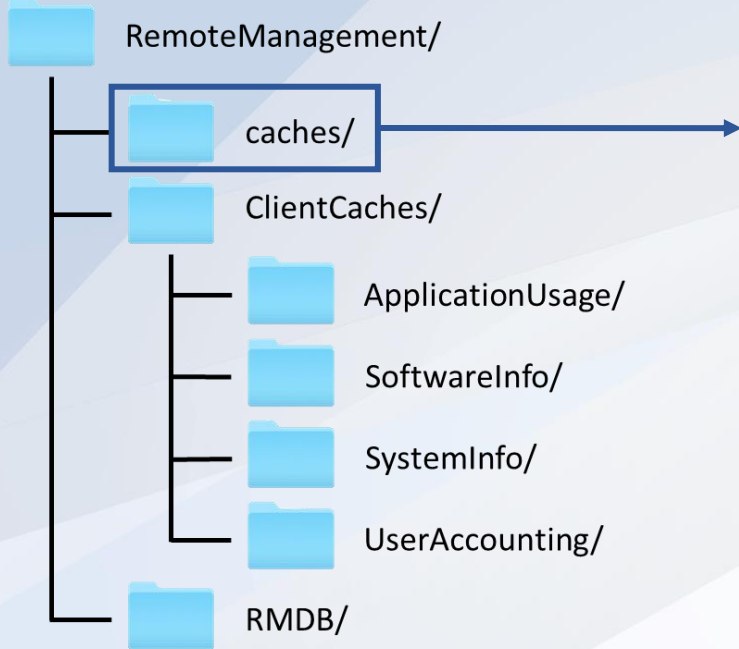 RemoteManagement/
caches/
ClientCaches/
ApplicationUsage/
SoftwareInfo/
SystemInfo/
UserAccounting/
RMDB/